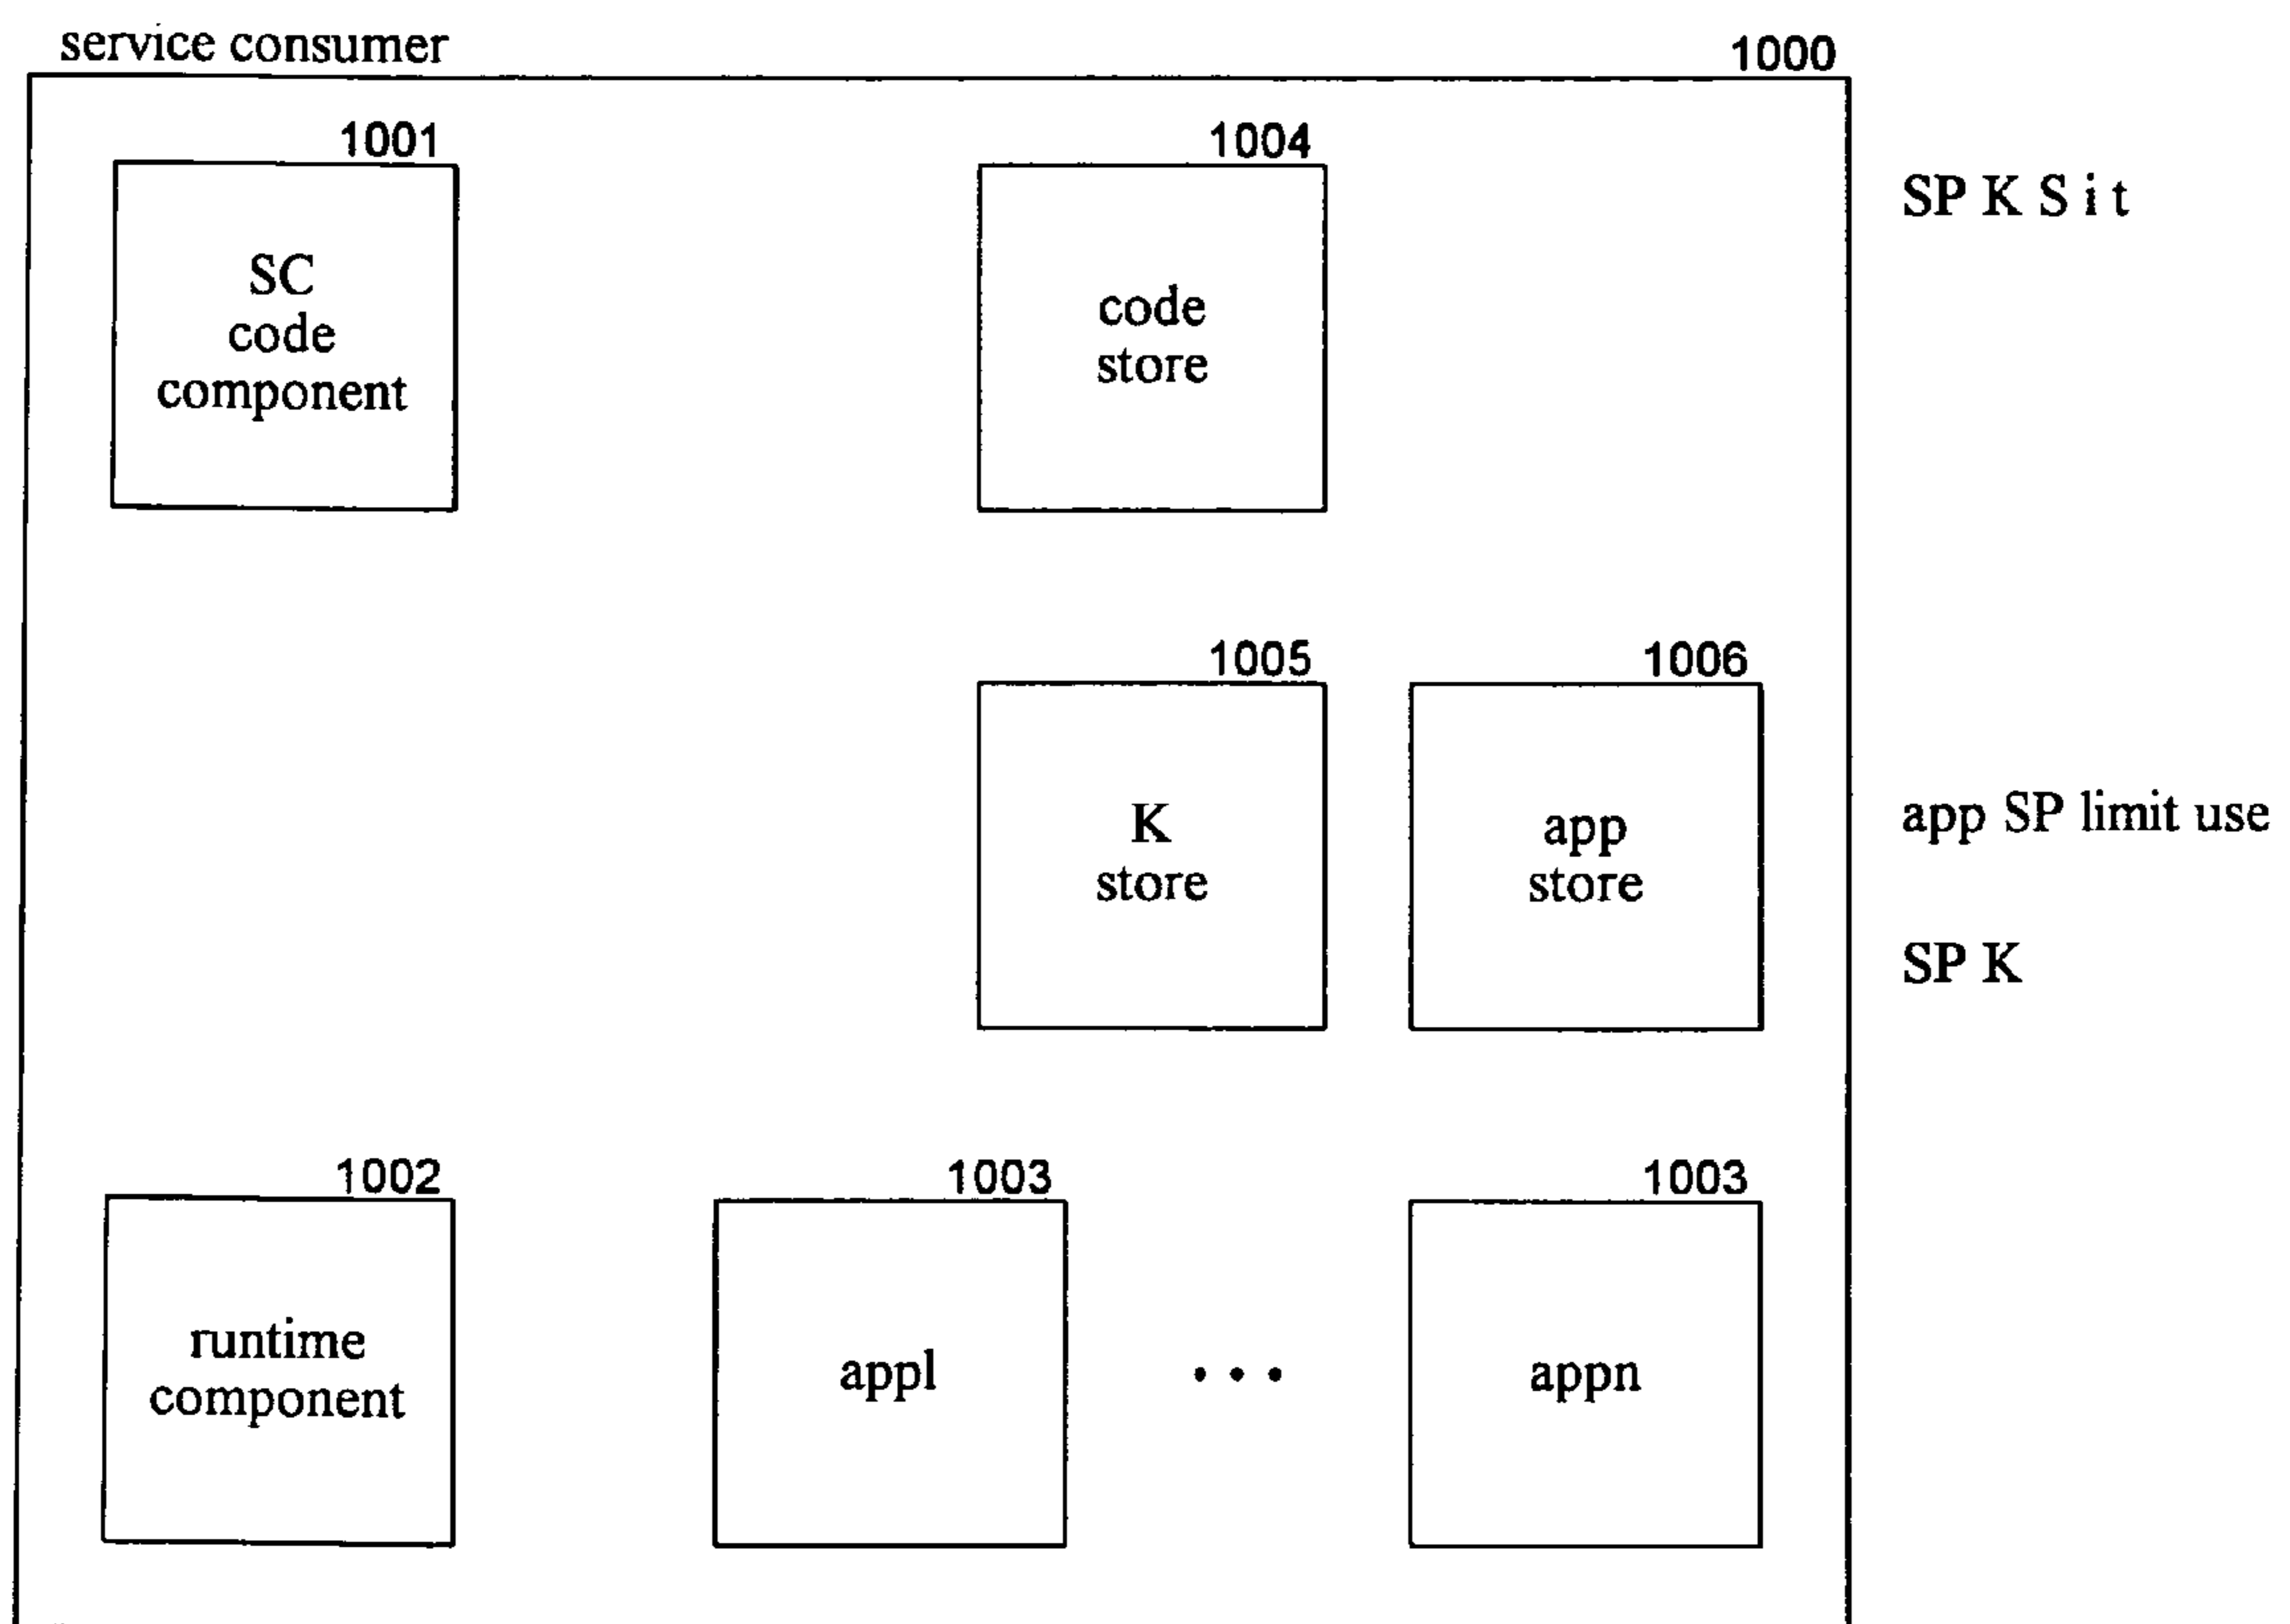 service consumer
1000
1001
1004
SC
code
component
code
store
SP K S i t
1005
1006
K
store
app
store
app SP limit use
SP K
1002
1003
1003
runtime
component
appl
• • •
appn